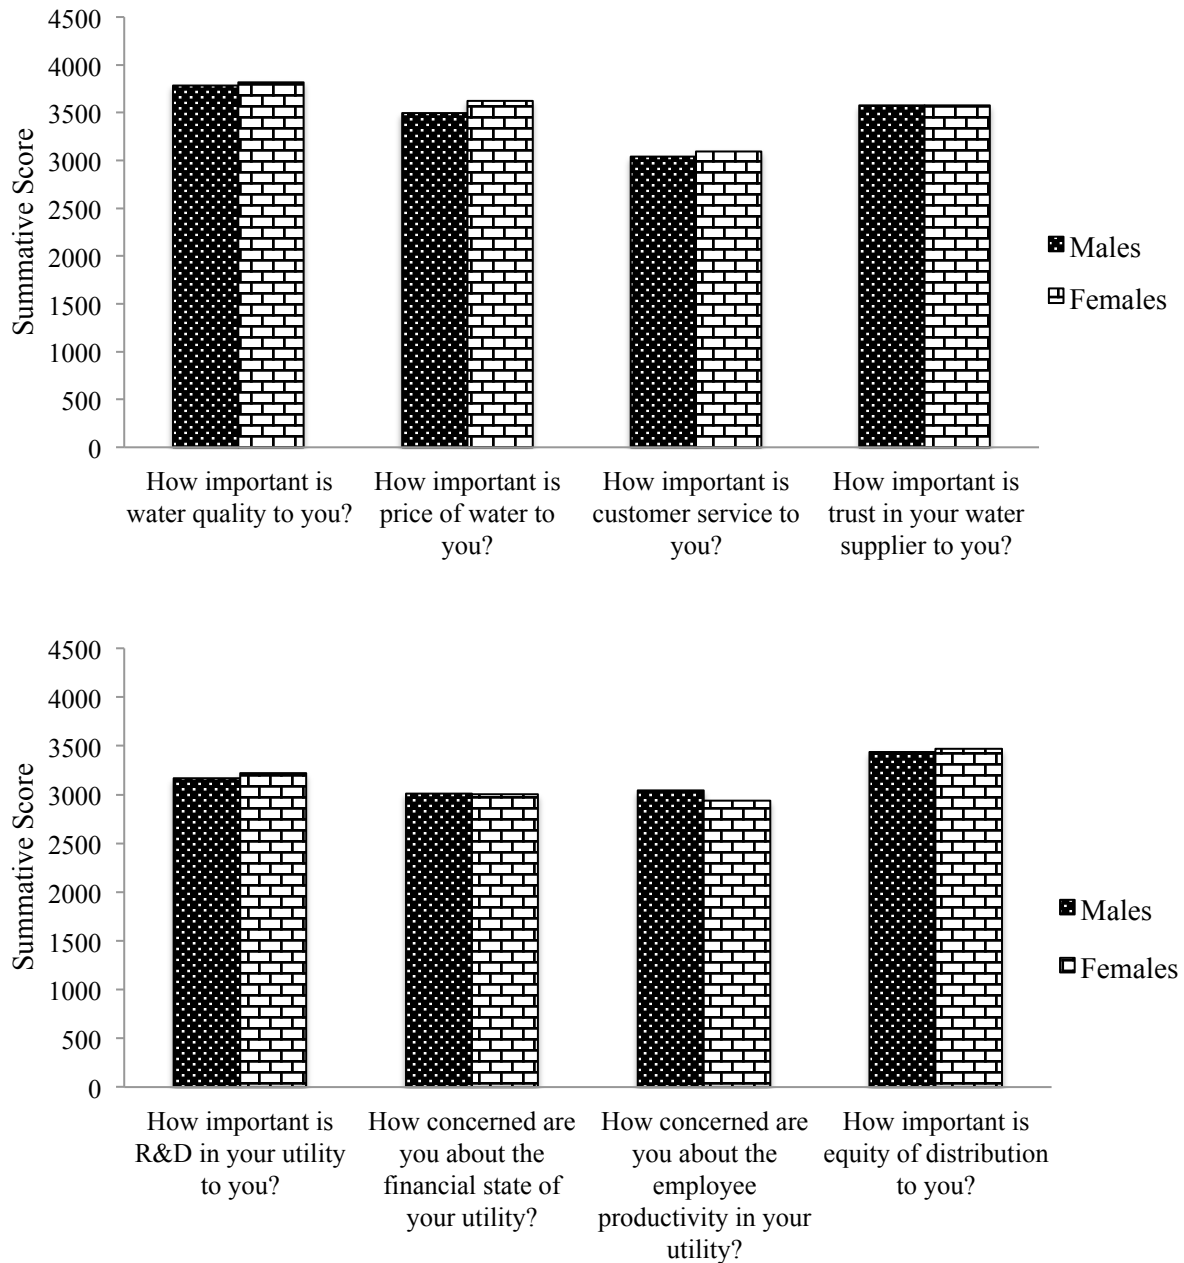 4500
4000
3500
3000
2500
2000
1500
1000
500
0
Summative Score
How important is
water quality to you?
How important is
price of water to
you?
How important is
customer service to
you?
How important is
trust in your water
supplier to you?
Males
Females
4500
4000
3500
3000
2500
2000
1500
1000
500
0
Summative Score
How important is
R&D in your utility
to you?
How concerned are
you about the
financial state of
your utility?
How concerned are
you about the
employee
productivity in your
utility?
How important is
equity of distribution
to you?
Males
Females